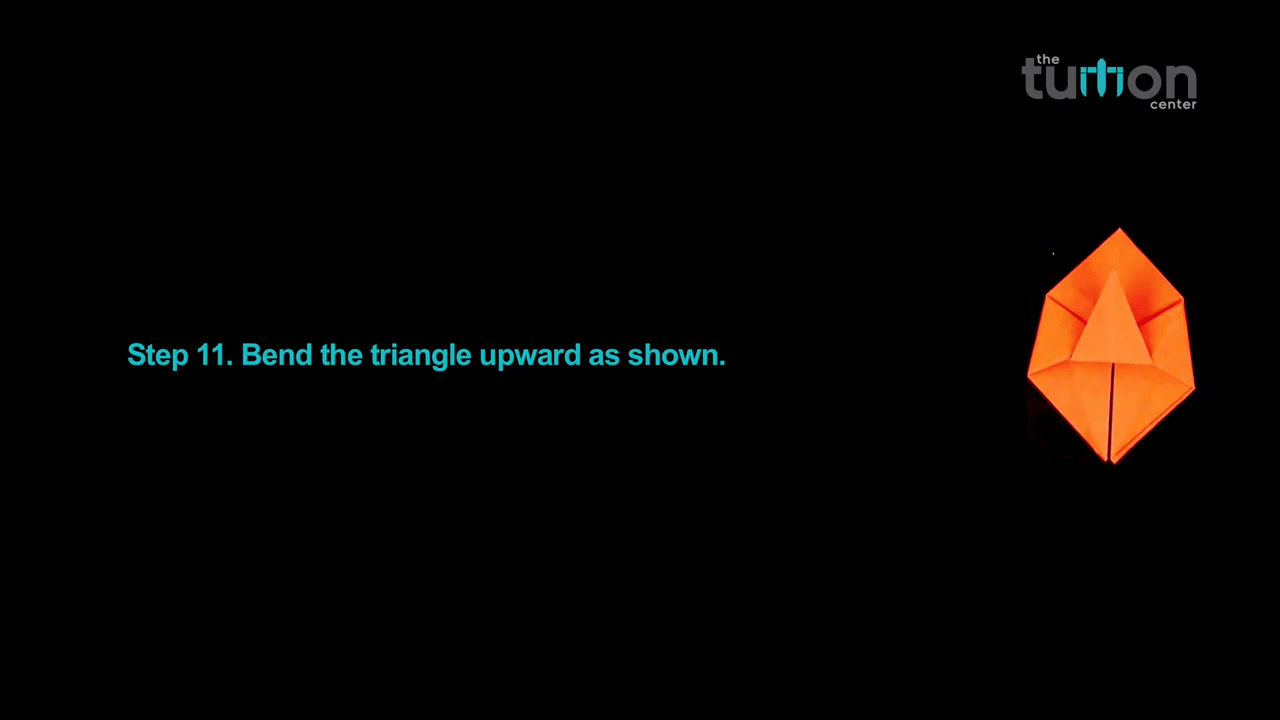 the
tuition
center
Step 11. Bend the triangle upward as shown.